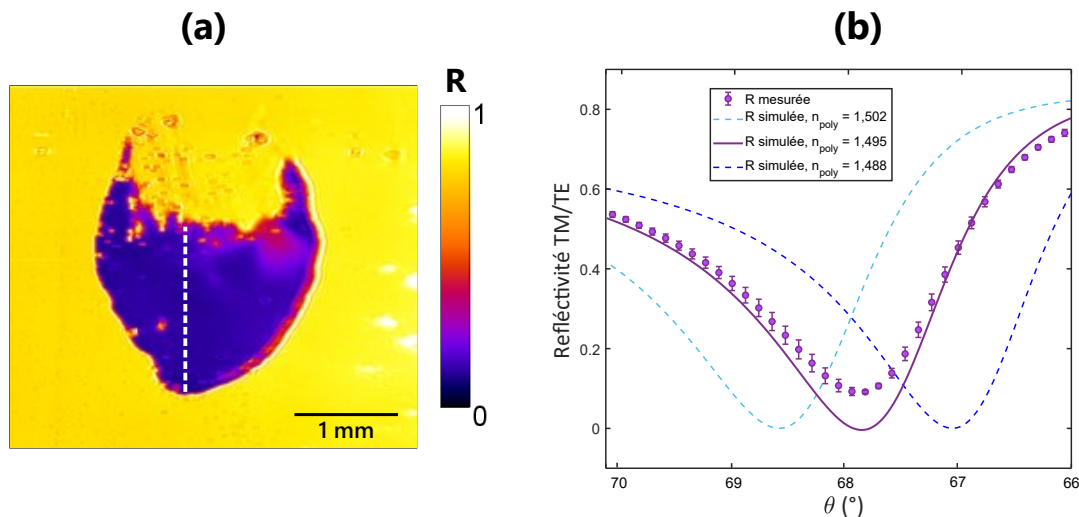 (a)
R
1
0
1 mm
(b)
R mesurée
R simulée, n_poly = 1,502
R simulée, n_poly = 1,495
R simulée, n_poly = 1,488
Refléctivité TM/TE
0.8
0.6
0.4
0.2
0
70
69
68
67
66
θ (°)